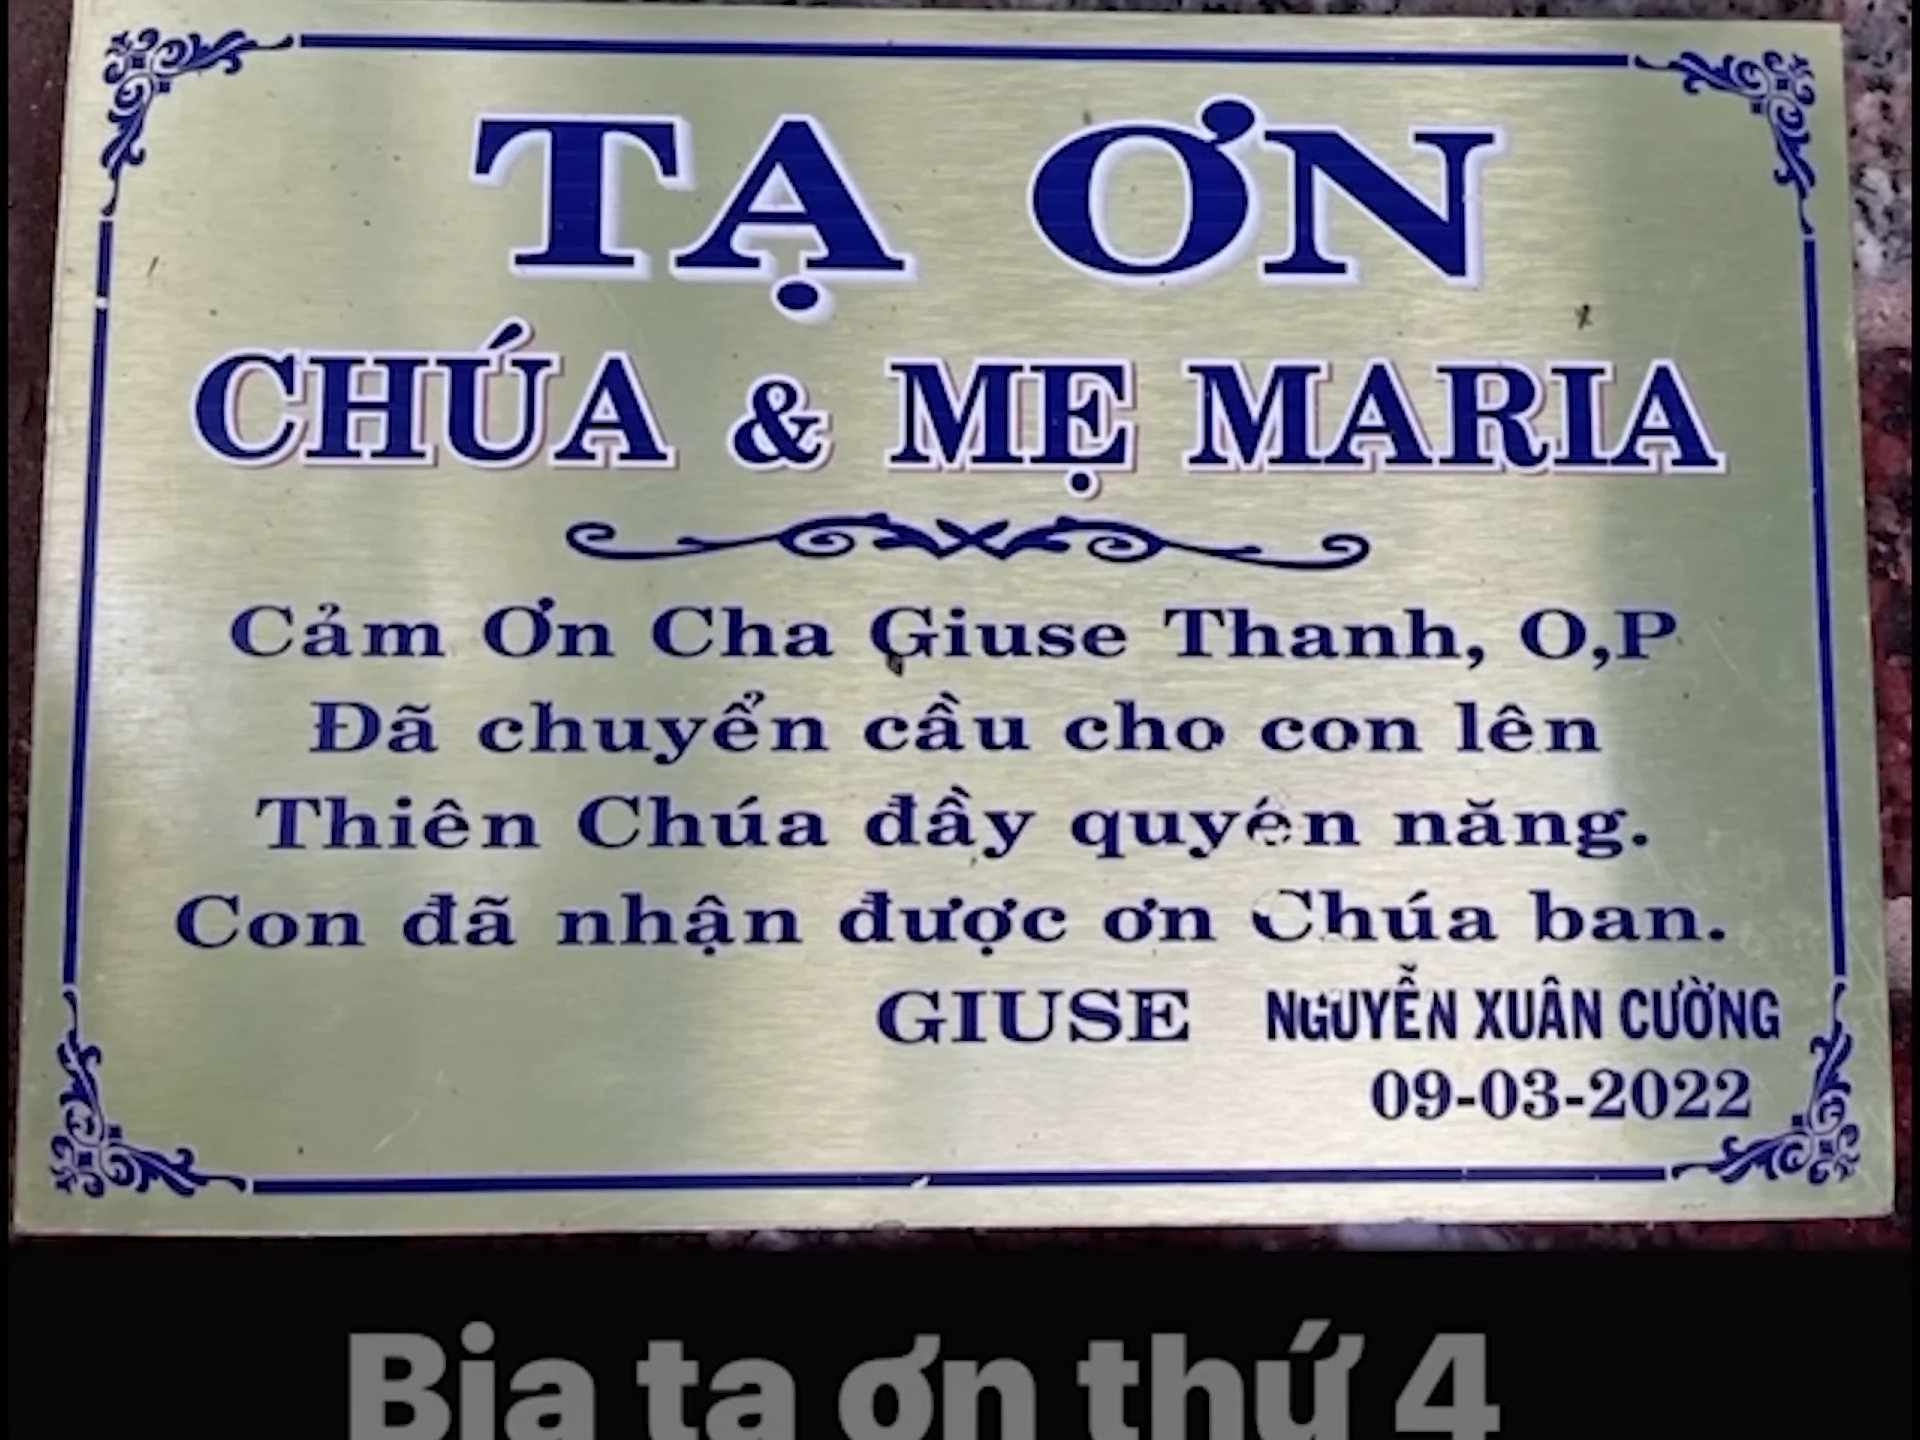 TẠ ƠN
CHÚA & MẸ MARIA
Cảm Ơn Cha Giuse Thanh, O,P
Đã chuyển cầu cho con lên
Thiên Chúa đầy quyền năng.
Con đã nhận được ơn Chúa ban.
GIUSE NGUYỄN XUÂN CƯỜNG
09-03-2022
Bia tạ ơn thứ 4